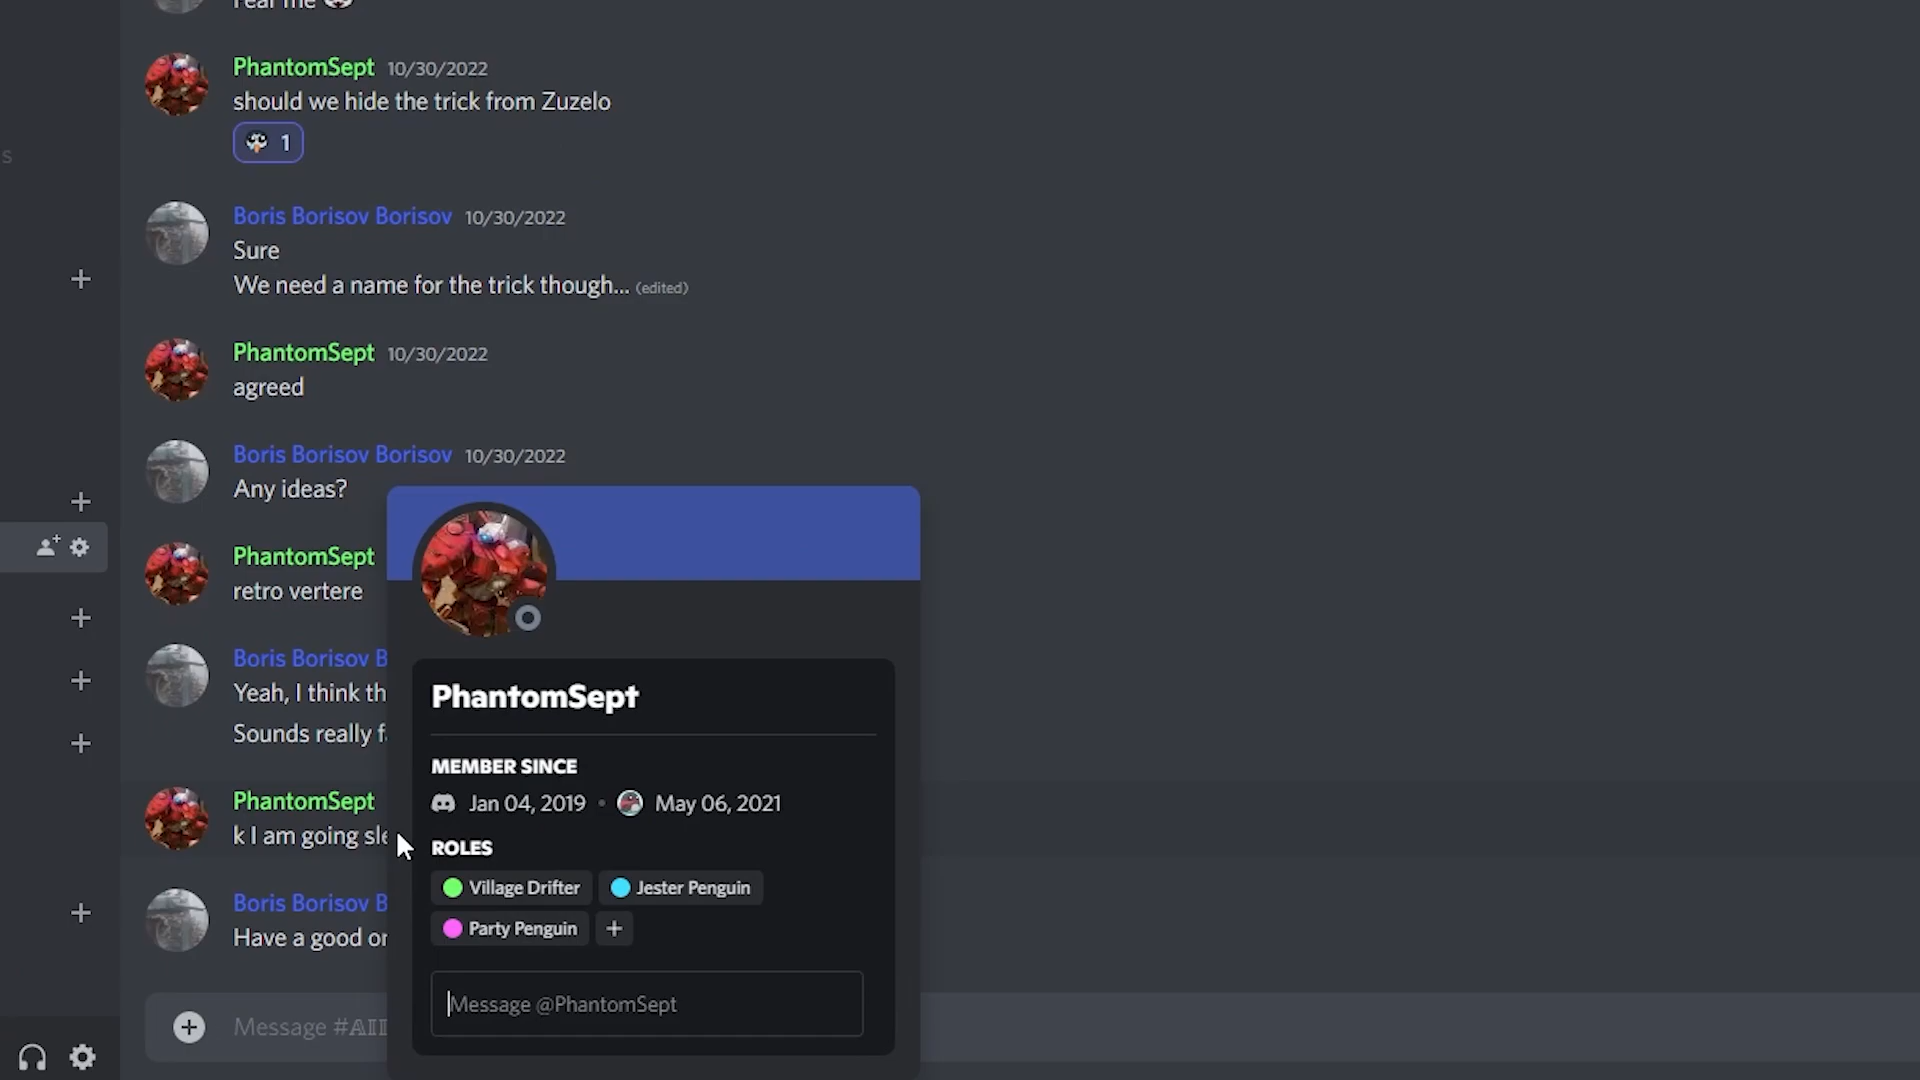 PhantomSept 10/30/2022
should we hide the trick from Zuzelo
1
s
Boris Borisov Borisov 10/30/2022
Sure
We need a name for the trick though... (edited)
PhantomSept 10/30/2022
agreed
Boris Borisov Borisov 10/30/2022
Any ideas?
PhantomSept
retro vertere
Boris Borisov B
Yeah, I think th
Sounds really f
PhantomSept
k I am going sle
Boris Borisov B
Have a good
Message #AII
PhantomSept
MEMBER SINCE
Jan 04, 2019 • May 06, 2021
ROLES
Village Drifter Jester Penguin
Party Penguin +
Message @PhantomSept